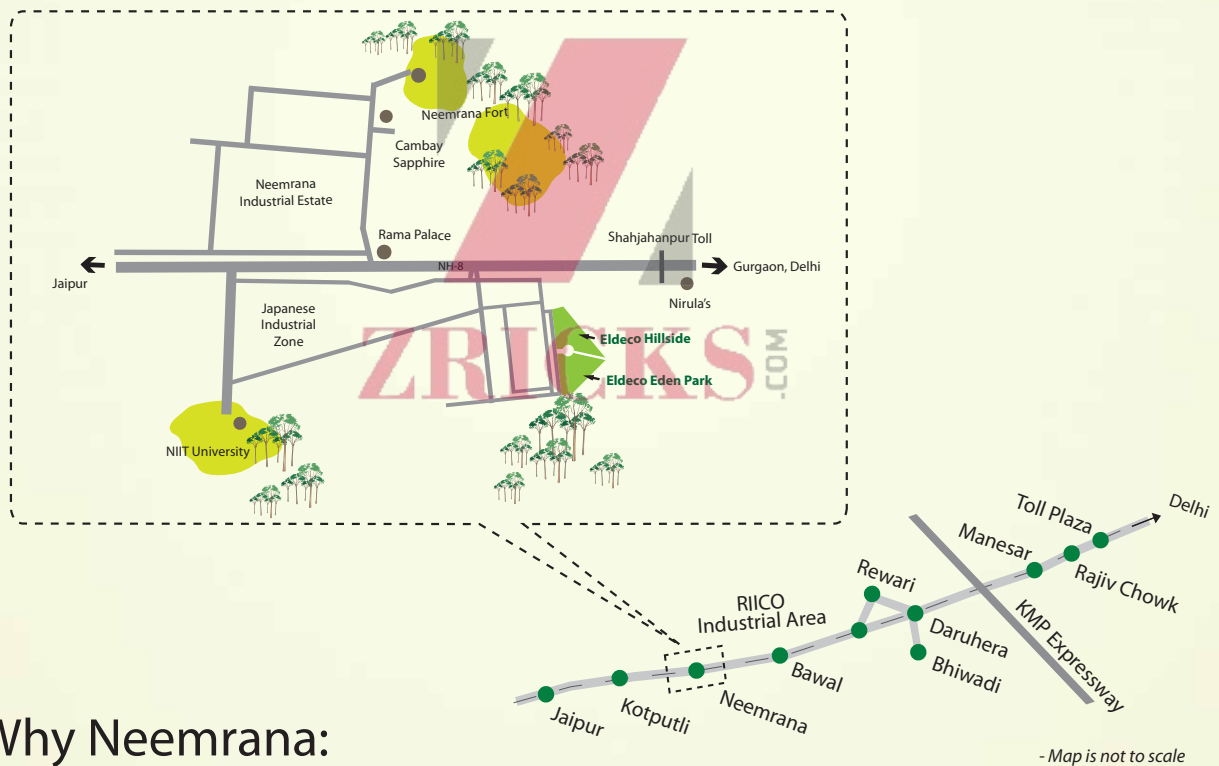 Neemrana Fort
Cambay
Sapphire
Neemrana
Industrial Estate
Rama Palace
Shahjahanpur Toll
NH-8
Gurgaon, Delhi
Jaipur
Nirula's
Japanese
Industrial
Zone
Eldeco Hillside
ZRICKS.COM
Eldeco Eden Park
NIIT University
Delhi
Toll Plaza
Manesar
Rajiv Chowk
Rewari
RIICO
Industrial Area
KMP Expressway
Daruhera
Bhiwadi
Bawal
Neemrana
Kotputli
Jaipur
Why Neemrana:
- Map is not to scale